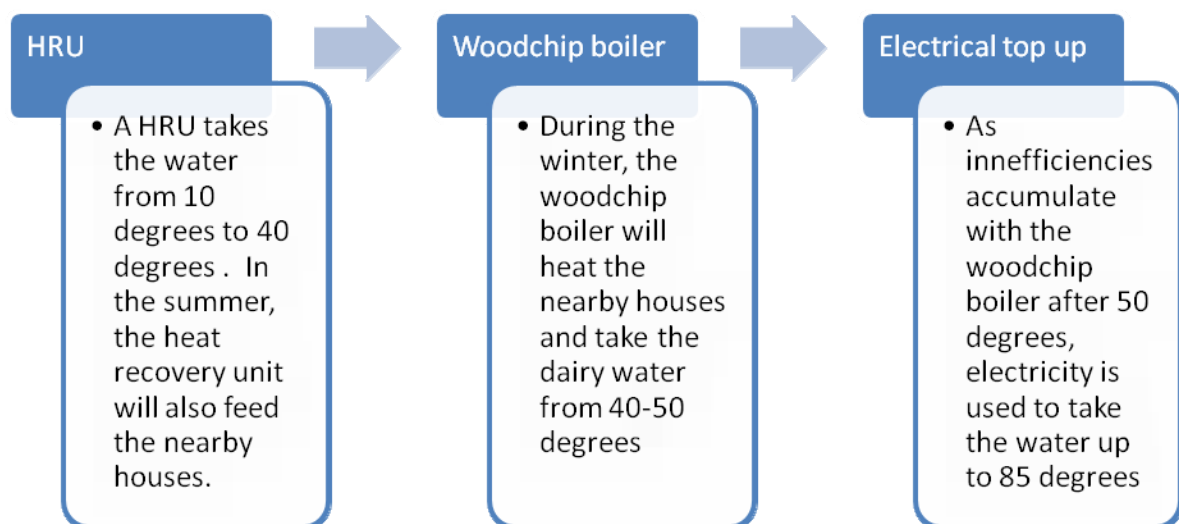 HRU
• A HRU takes
the water
from 10
degrees to 40
degrees .  In
the summer,
the heat
recovery unit
will also feed
the nearby
houses.
Woodchip boiler
• During the
winter, the
woodchip
boiler will
heat the
nearby houses
and take the
dairy water
from 40-50
degrees
Electrical top up
• As
innefficiencies
accumulate
with the
woodchip
boiler after 50
degrees,
electricity is
used to take
the water up
to 85 degrees